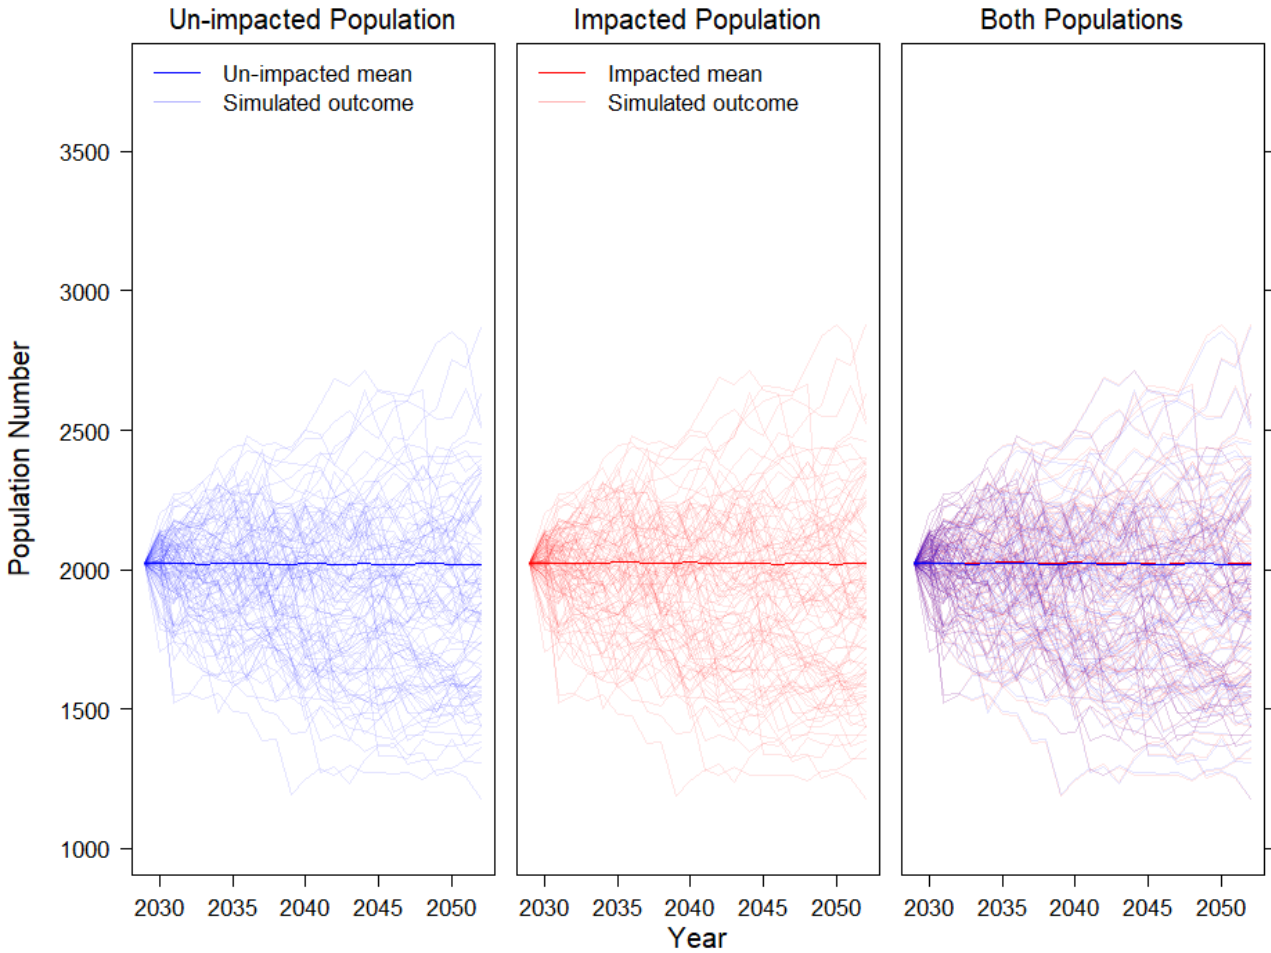 Un-impacted Population
Impacted Population
Both Populations
Un-impacted mean
Simulated outcome
Impacted mean
Simulated outcome
Population Number
3500
3000
2500
2000
1500
1000
2030 2035 2040 2045 2050
2030 2035 2040 2045 2050
2030 2035 2040 2045 2050
Year